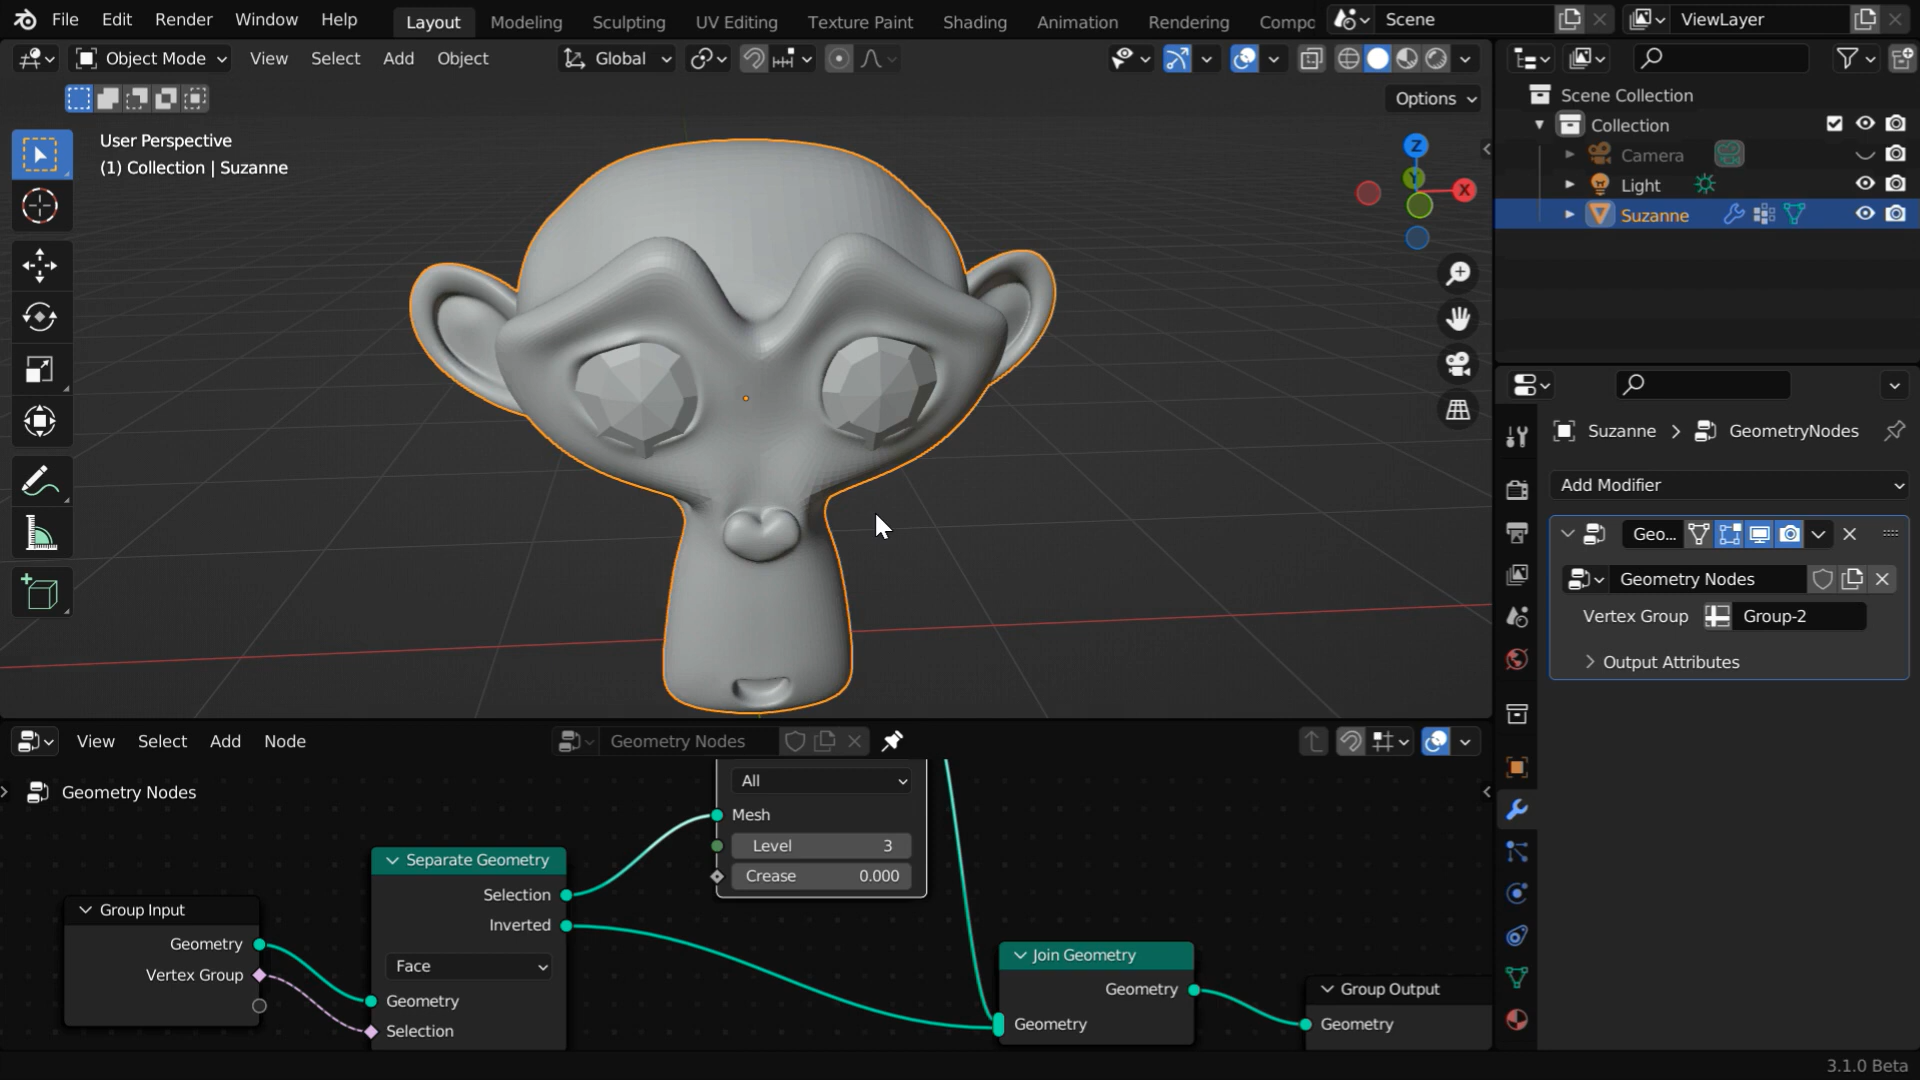 File Edit Render Window Help
Layout Modeling Sculpting UV Editing Texture Paint Shading Animation Rendering Compo
Scene
ViewLayer
Object Mode View Select Add Object
Global
Options
User Perspective
(1) Collection | Suzanne
Z
Y
X
Scene Collection
Collection
Camera
Light
Suzanne
Suzanne > GeometryNodes
Add Modifier
Geo...
Geometry Nodes
Vertex Group Group-2
Output Attributes
View Select Add Node
Geometry Nodes
Geometry Nodes
All
Mesh
Level 3
Crease 0.000
Separate Geometry
Selection
Inverted
Face
Geometry
Selection
Group Input
Geometry
Vertex Group
Join Geometry
Geometry
Geometry
Group Output
Geometry
3.1.0 Beta